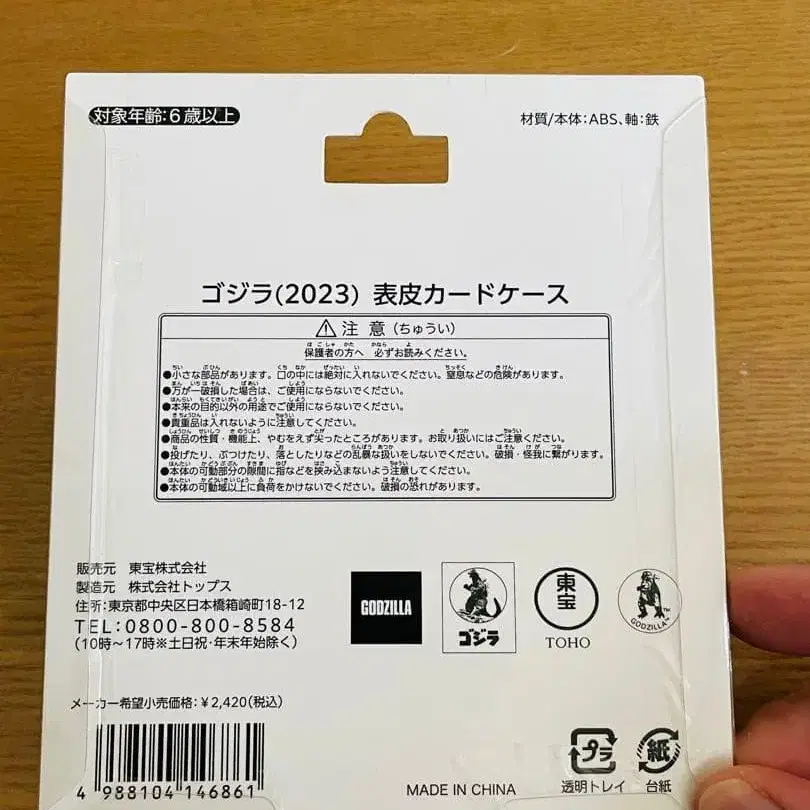 対象年齢:6歳以上
材質/本体:ABS、軸:鉄
ゴジラ(2023) 表皮カードケース
注 意 (ちゅうい)
保護者の方へ 必ずお読みください。
●小さな部品があります。口の中には絶対に入れないでください。窒息などの危険があります。
●万が一破損した場合は、ご使用にならないでください。
●本来の目的以外の用途でご使用にならないでください。
●貴重品は入れないように注意してください。
●商品の性質・機能上、やむをえず尖ったところがあります。お取り扱いにはご注意ください。
●投げたり、ぶつけたり、落としたりなどの乱暴な扱いをしないでください。破損・怪我に繋がります。
●本体の可動部分の隙間に指などを挟み込まないよう注意してください。
●本体の可動域以上に負荷をかけないでください。破損の恐れがあります。
販売元 東宝株式会社
製造元 株式会社トップス
住所:東京都中央区日本橋箱崎町18-12
TEL:0800-800-8584
(10時〜17時※土日祝・年末年始除く)
GODZILLA
ゴジラ
東宝
TOHO
GODZILLA™
メーカー希望小売価格:¥2,420(税込)
4 988104 146861
MADE IN CHINA
プラ
透明トレイ
紙
台紙